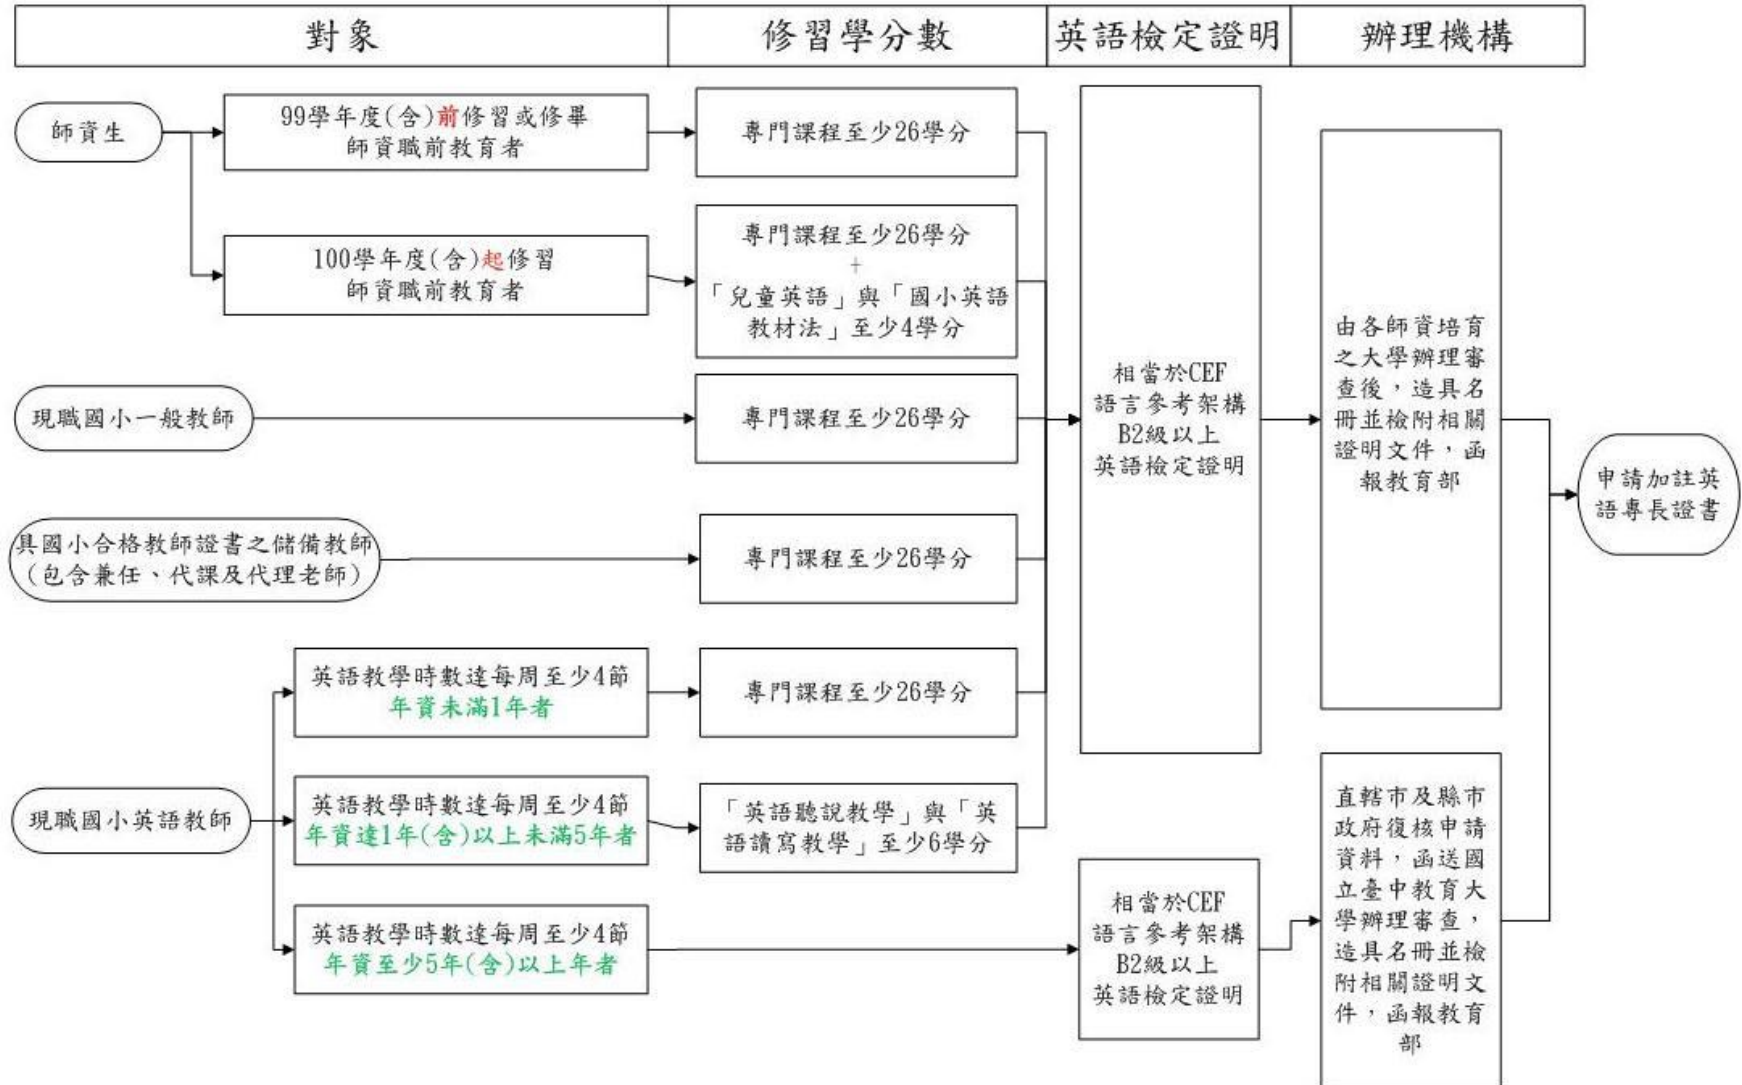 對象
修習學分數
英語檢定證明
辦理機構
師資生
99學年度(含)前修習或修畢
師資職前教育者
專門課程至少26學分
100學年度(含)起修習
師資職前教育者
專門課程至少26學分
+
「兒童英語」與「國小英語
教材法」至少4學分
現職國小一般教師
專門課程至少26學分
具國小合格教師證書之儲備教師
(包含兼任、代課及代理老師)
專門課程至少26學分
現職國小英語教師
英語教學時數達每周至少4節
年資未滿1年者
專門課程至少26學分
英語教學時數達每周至少4節
年資達1年(含)以上未滿5年者
「英語聽說教學」與「英
語讀寫教學」至少6學分
英語教學時數達每周至少4節
年資至少5年(含)以上年者
相當於CEF
語言參考架構
B2級以上
英語檢定證明
相當於CEF
語言參考架構
B2級以上
英語檢定證明
由各師資培育
之大學辦理審
查後，造具名
冊並檢附相關
證明文件，函
報教育部
直轄市及縣市
政府復核申請
資料，函送國
立臺中教育大
學辦理審查，
造具名冊並檢
附相關證明文
件，函報教育
部
申請加註英
語專長證書